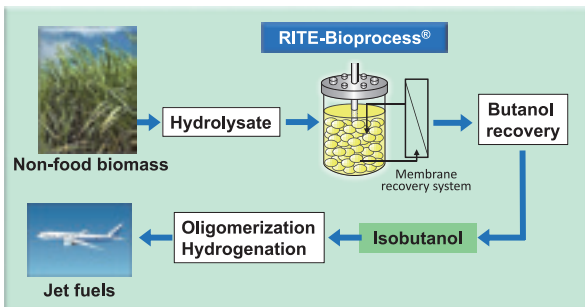 RITE-Bioprocess®
Non-food biomass
Hydrolysate
Membrane
recovery system
Butanol
recovery
Isobutanol
Oligomerization
Hydrogenation
Jet fuels